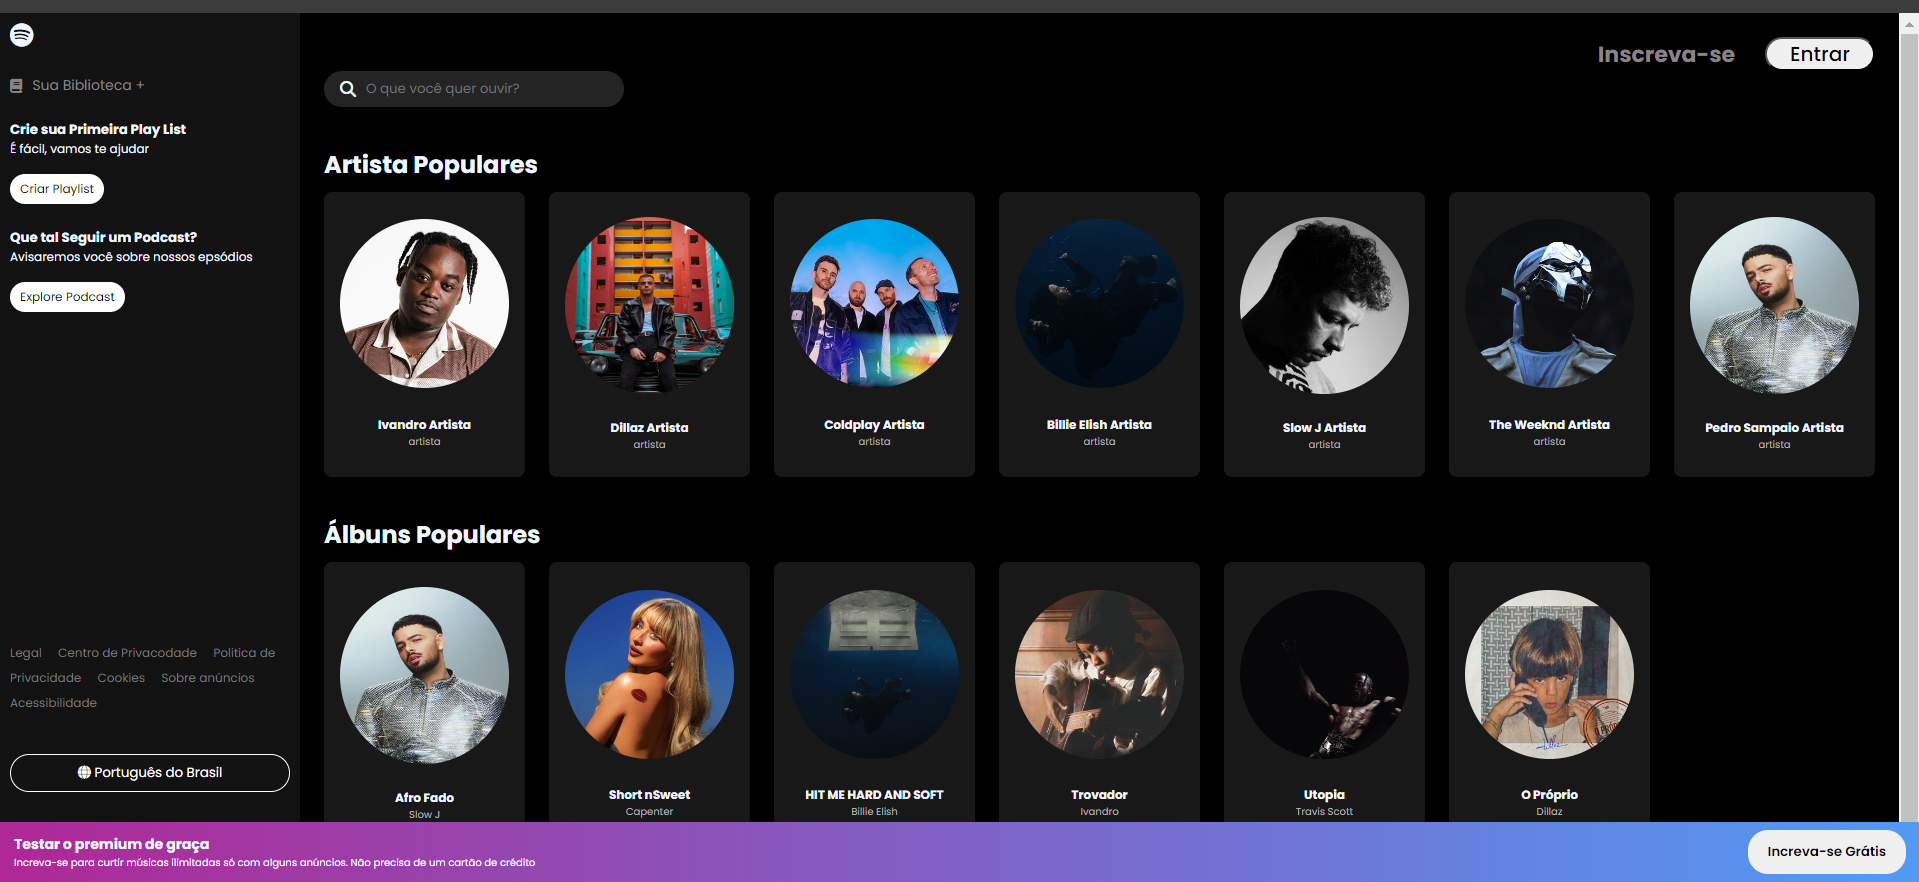 Sua Biblioteca +
Crie sua Primeira Play List
É fácil, vamos te ajudar
Criar Playlist
Que tal Seguir um Podcast?
Avisaremos você sobre nossos epsódios
Explore Podcast
Legal Centro de Privacodade Politica de
Privacidade Cookies Sobre anúncios
Acessibilidade
Português do Brasil
Inscreva-se
Entrar
O que você quer ouvir?
Artista Populares
Ivandro Artista
artista
Dillaz Artista
artista
Coldplay Artista
artista
Billie Elish Artista
artista
Slow J Artista
artista
The Weeknd Artista
artista
Pedro Sampaio Artista
artista
Álbuns Populares
Afro Fado
Slow J
Short nSweet
Capenter
HIT ME HARD AND SOFT
Billie Elish
Trovador
Ivandro
Utopia
Travis Scott
O Próprio
Dillaz
Testar o premium de graça
Increva-se para curtir músicas ilimitadas só com alguns anúncios. Não precisa de um cartão de crédito
Increva-se Grátis